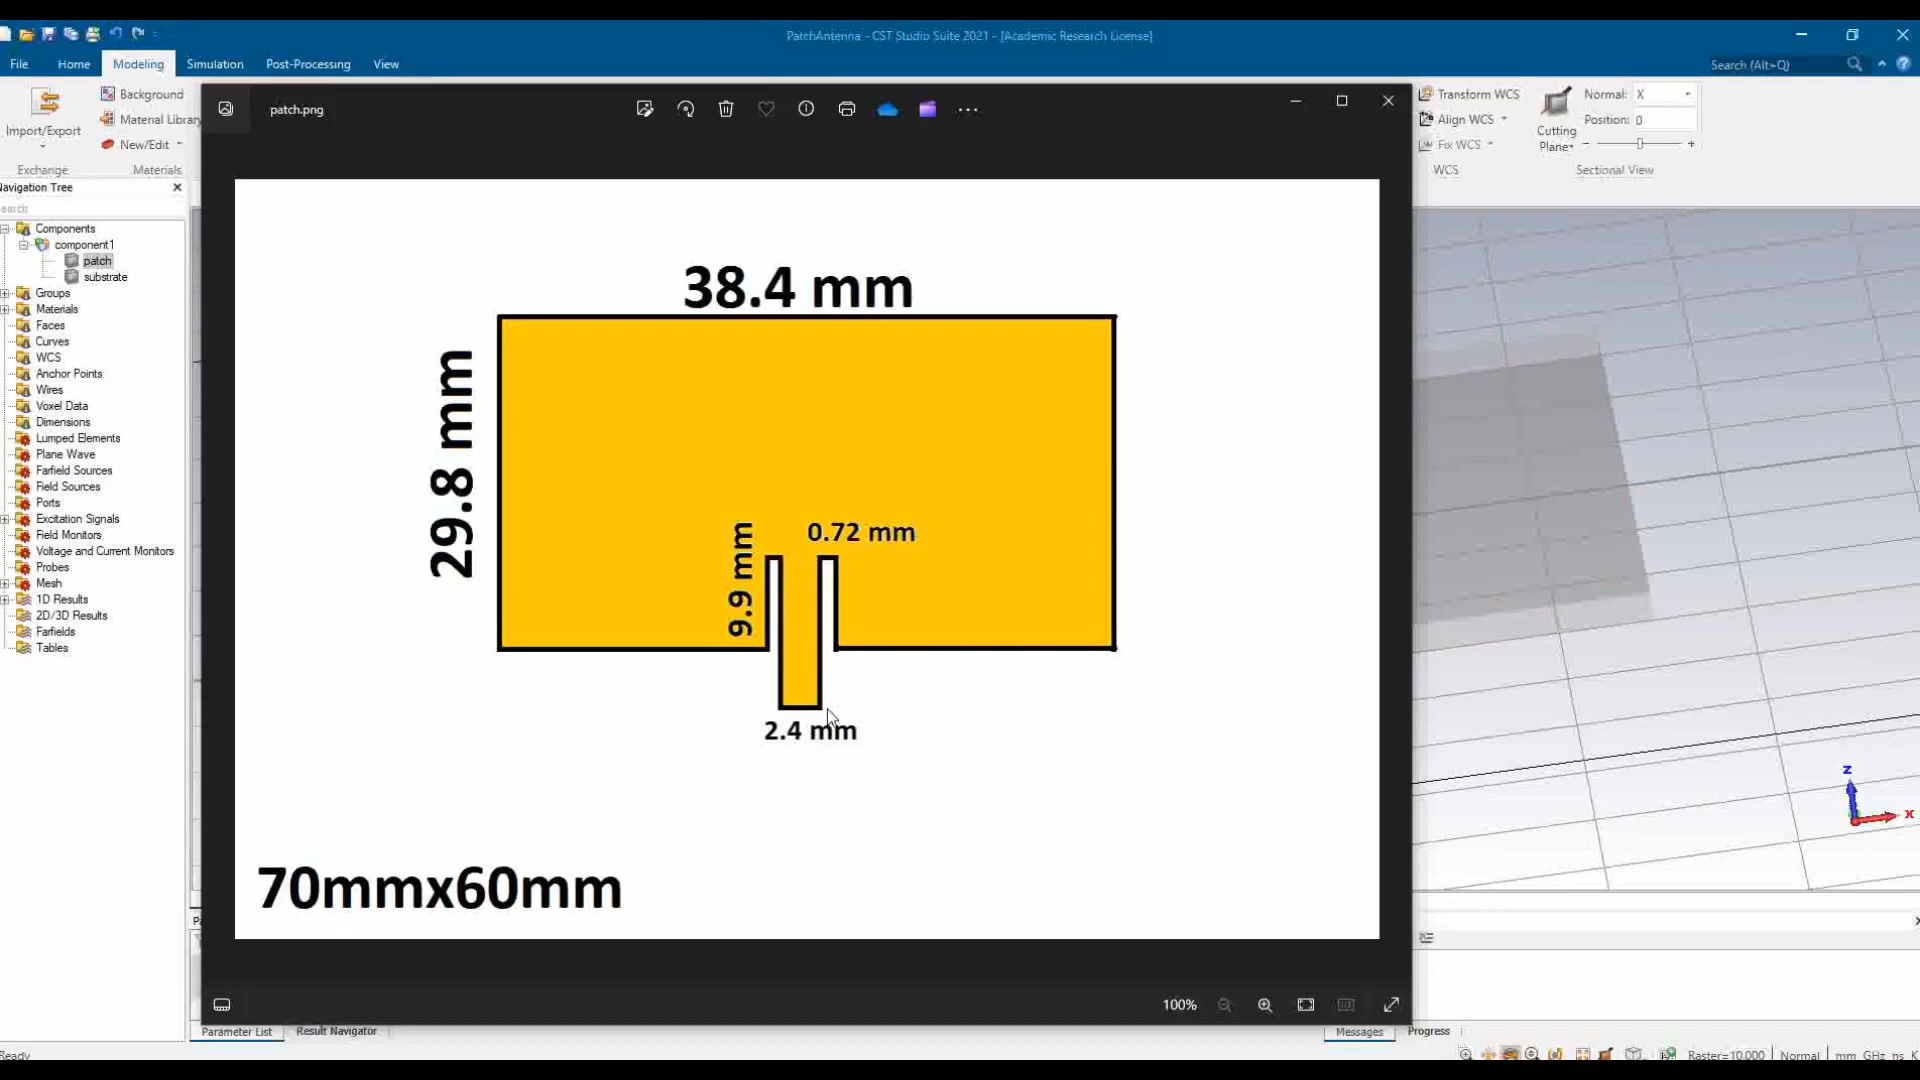 PatchAntenna - CST Studio Suite 2021 - [Academic Research License]
File Home Modeling Simulation Post-Processing View
Search (Alt+Q)
Import/Export
Background
Material Library
New/Edit
Exchange
Materials
patch.png
Transform WCS
Align WCS
Fix WCS
WCS
Cutting
Plane
Normal: X
Position: 0
Sectional View
Navigation Tree
Components
component1
patch
substrate
Groups
Materials
Faces
Curves
WCS
Anchor Points
Wires
Voxel Data
Dimensions
Lumped Elements
Plane Wave
Farfield Sources
Field Sources
Ports
Excitation Signals
Field Monitors
Voltage and Current Monitors
Probes
Mesh
1D Results
2D/3D Results
Farfields
Tables
38.4 mm
29.8 mm
9.9 mm
0.72 mm
2.4 mm
70mmx60mm
z
x
100%
Parameter List Result Navigator
Messages Progress
Ready
Raster=10.000 Normal mm GHz ns K